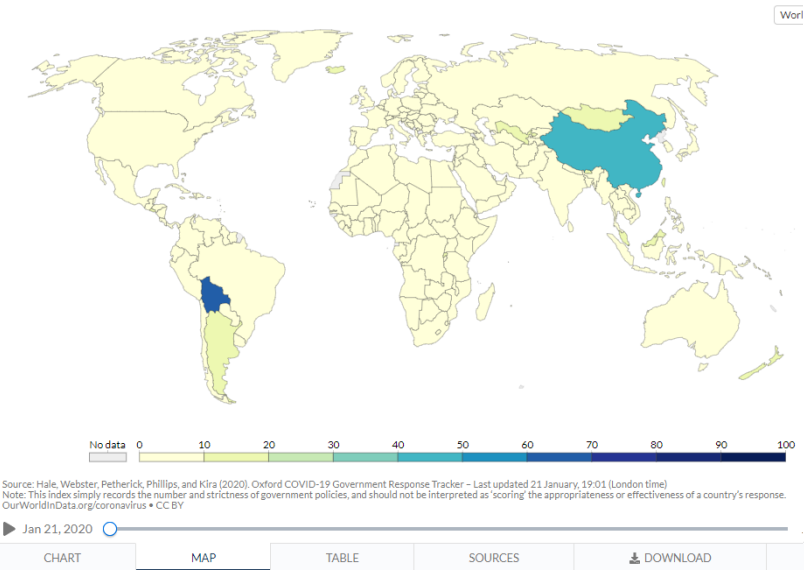 Worl
No data 0 10 20 30 40 50 60 70 80 90 100
Source: Hale, Webster, Petherick, Phillips, and Kira (2020). Oxford COVID-19 Government Response Tracker – Last updated 21 January, 19:01 (London time)
Note: This index simply records the number and strictness of government policies, and should not be interpreted as 'scoring' the appropriateness or effectiveness of a country's response.
OurWorldInData.org/coronavirus • CC BY
Jan 21, 2020
CHART MAP TABLE SOURCES DOWNLOAD